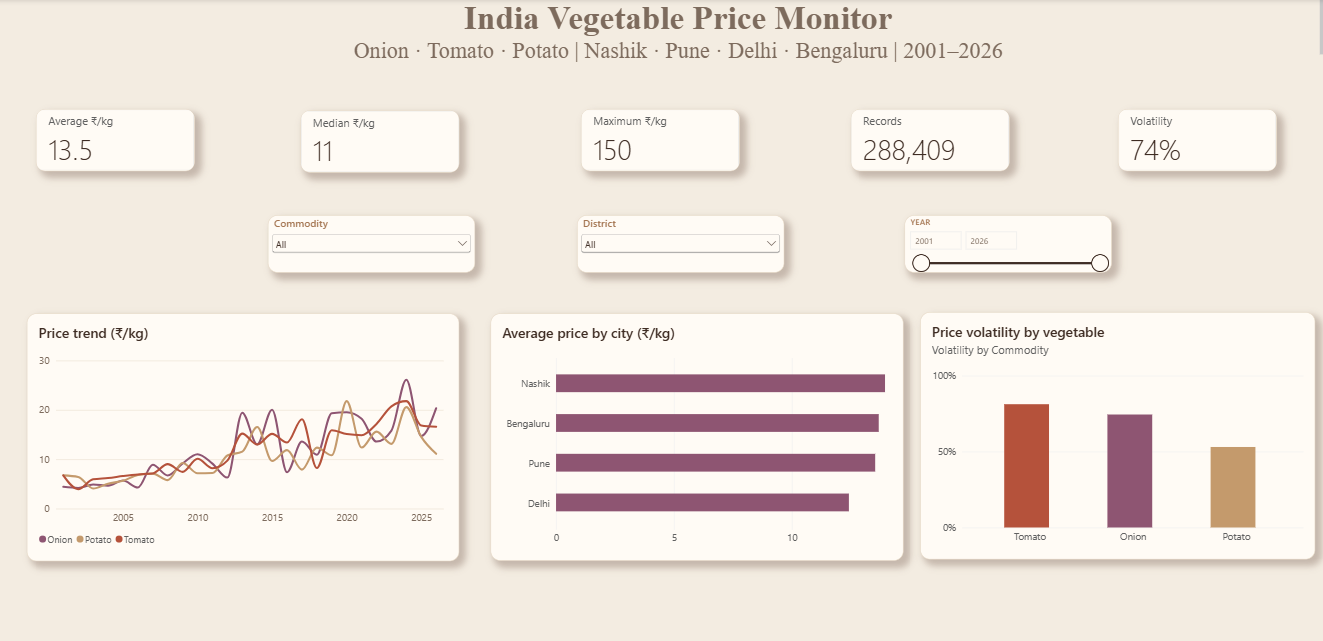 India Vegetable Price Monitor
Onion · Tomato · Potato | Nashik · Pune · Delhi · Bengaluru | 2001–2026
Average ₹/kg
13.5
Median ₹/kg
11
Maximum ₹/kg
150
Records
288,409
Volatility
74%
Commodity
All
District
All
YEAR
2001
2026
Price trend (₹/kg)
30
20
10
0
2005
2010
2015
2020
2025
Onion
Potato
Tomato
Average price by city (₹/kg)
Nashik
Bengaluru
Pune
Delhi
0
5
10
Price volatility by vegetable
Volatility by Commodity
100%
50%
0%
Tomato
Onion
Potato